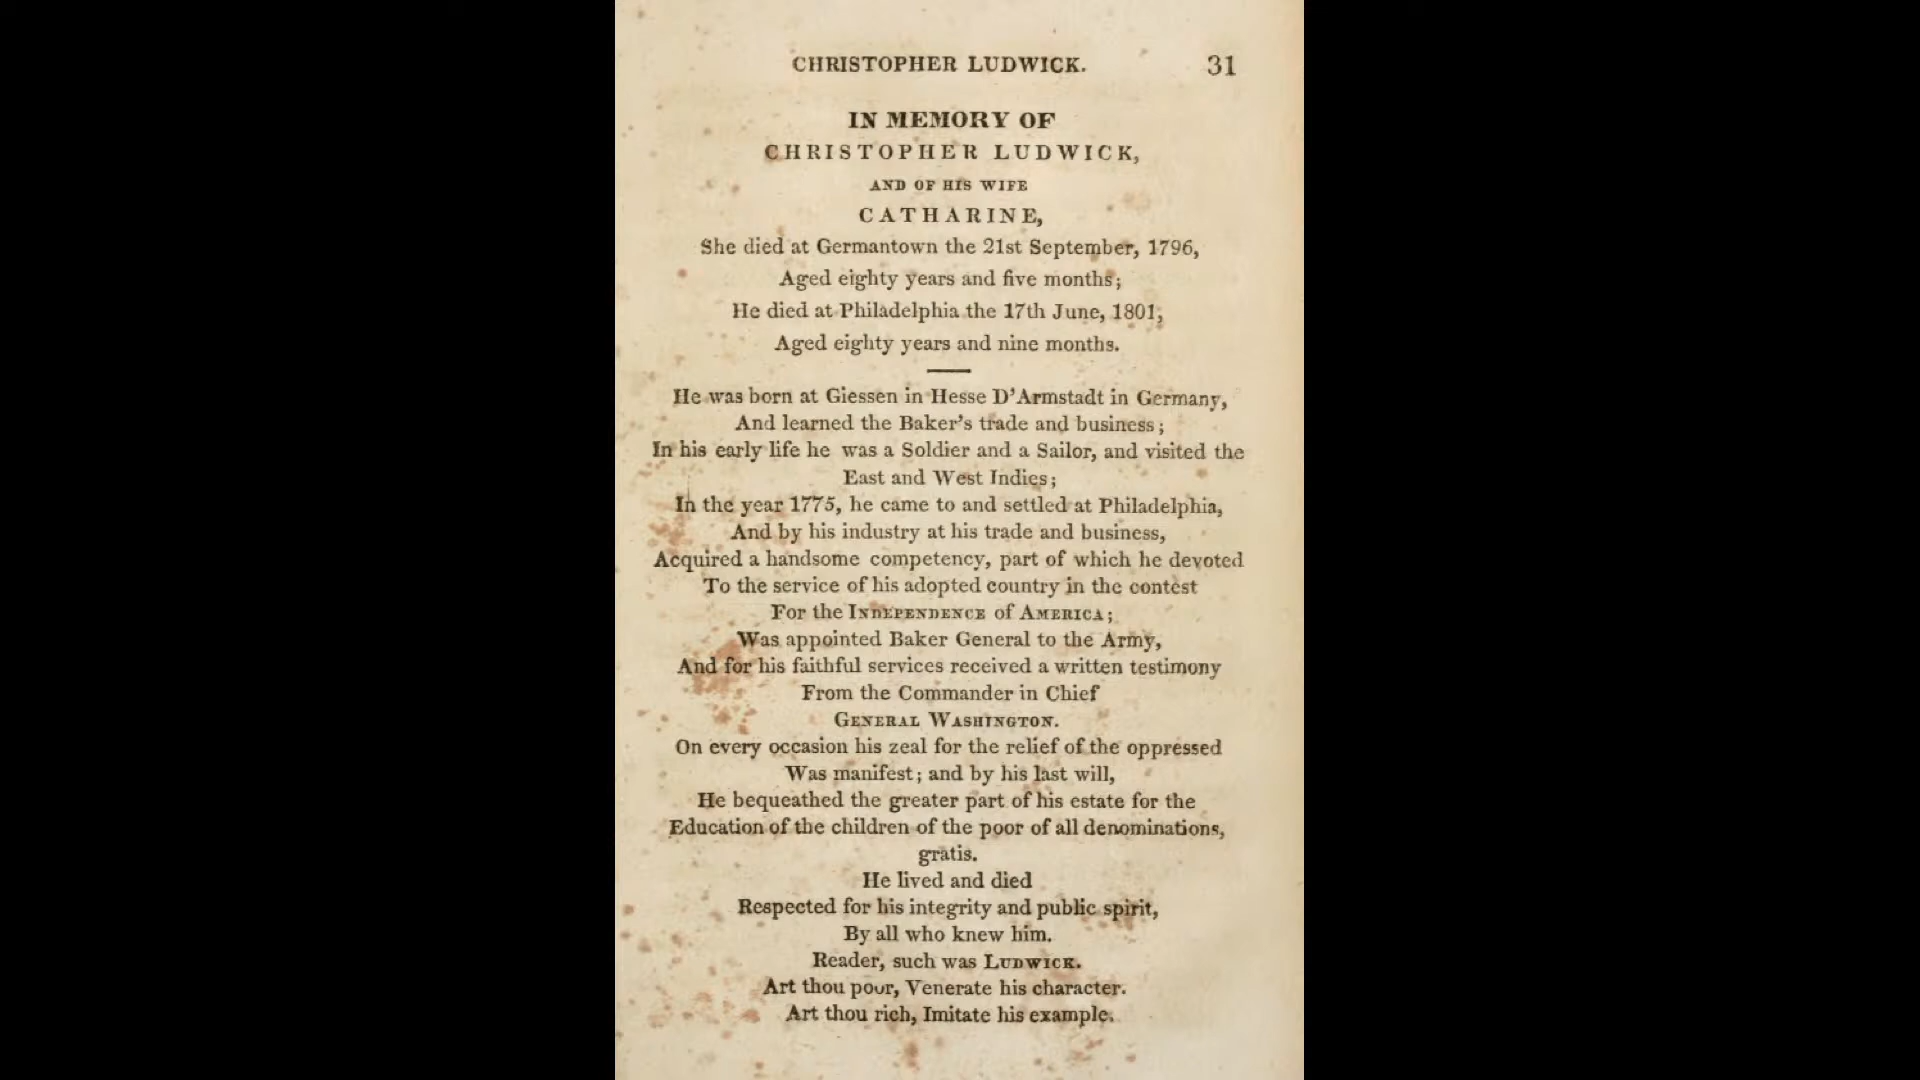 CHRISTOPHER LUDWICK. 31
IN MEMORY OF
CHRISTOPHER LUDWICK,
AND OF HIS WIFE
CATHARINE,
She died at Germantown the 21st September, 1796,
Aged eighty years and five months;
He died at Philadelphia the 17th June, 1801,
Aged eighty years and nine months.
He was born at Giessen in Hesse D'Armstadt in Germany,
And learned the Baker's trade and business;
In his early life he was a Soldier and a Sailor, and visited the
East and West Indies;
In the year 1775, he came to and settled at Philadelphia,
And by his industry at his trade and business,
Acquired a handsome competency, part of which he devoted
To the service of his adopted country in the contest
For the INDEPENDENCE of AMERICA;
Was appointed Baker General to the Army,
And for his faithful services received a written testimony
From the Commander in Chief
GENERAL WASHINGTON.
On every occasion his zeal for the relief of the oppressed
Was manifest; and by his last will,
He bequeathed the greater part of his estate for the
Education of the children of the poor of all denominations,
gratis.
He lived and died
Respected for his integrity and public spirit,
By all who knew him.
Reader, such was LUDWICK.
Art thou poor, Venerate his character.
Art thou rich, Imitate his example.